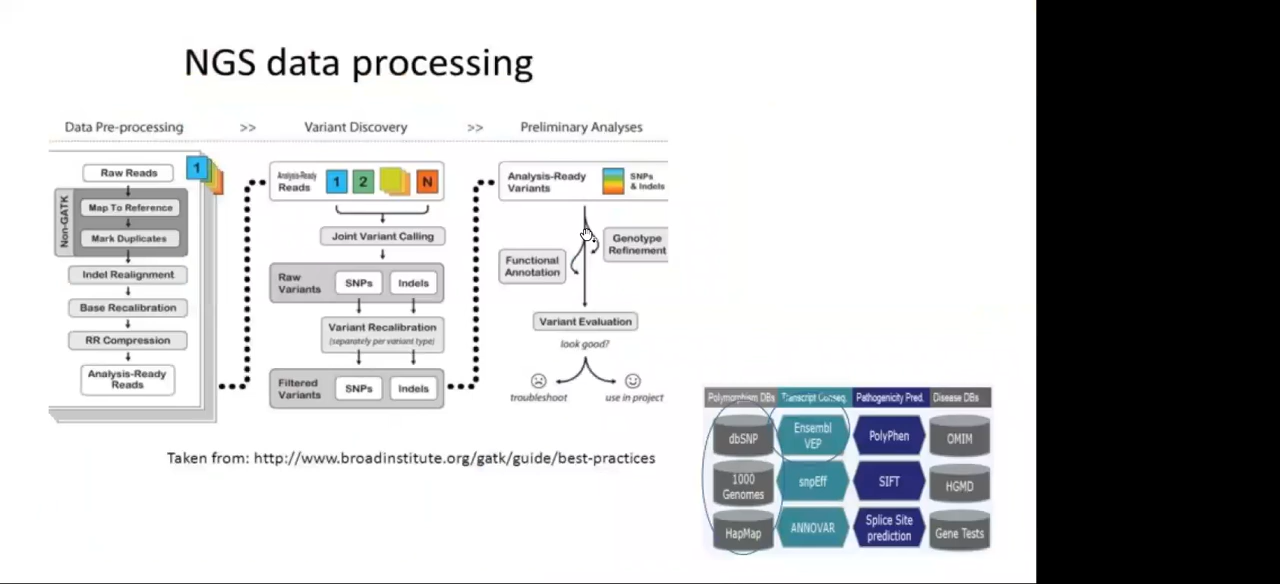 NGS data processing
Data Pre-processing >> Variant Discovery >> Preliminary Analyses
Raw Reads
1
Non-GATK
Map To Reference
Mark Duplicates
Indel Realignment
Base Recalibration
RR Compression
Analysis-Ready
Reads
Analysis-Ready
Reads
1 2 N
Joint Variant Calling
Raw
Variants
SNPs Indels
Variant Recalibration
(separately per variant type)
Filtered
Variants
SNPs Indels
Analysis-Ready
Variants
SNPs
& Indels
Genotype
Refinement
Functional
Annotation
Variant Evaluation
look good?
troubleshoot use in project
Taken from: http://www.broadinstitute.org/gatk/guide/best-practices
Polymorphism DBs Transcript Conseq. Pathogenicity Pred. Disease DBs
dbSNP
Ensembl
VEP
PolyPhen
OMIM
1000
Genomes
snpEff
SIFT
HGMD
HapMap
ANNOVAR
Splice Site
prediction
Gene Tests